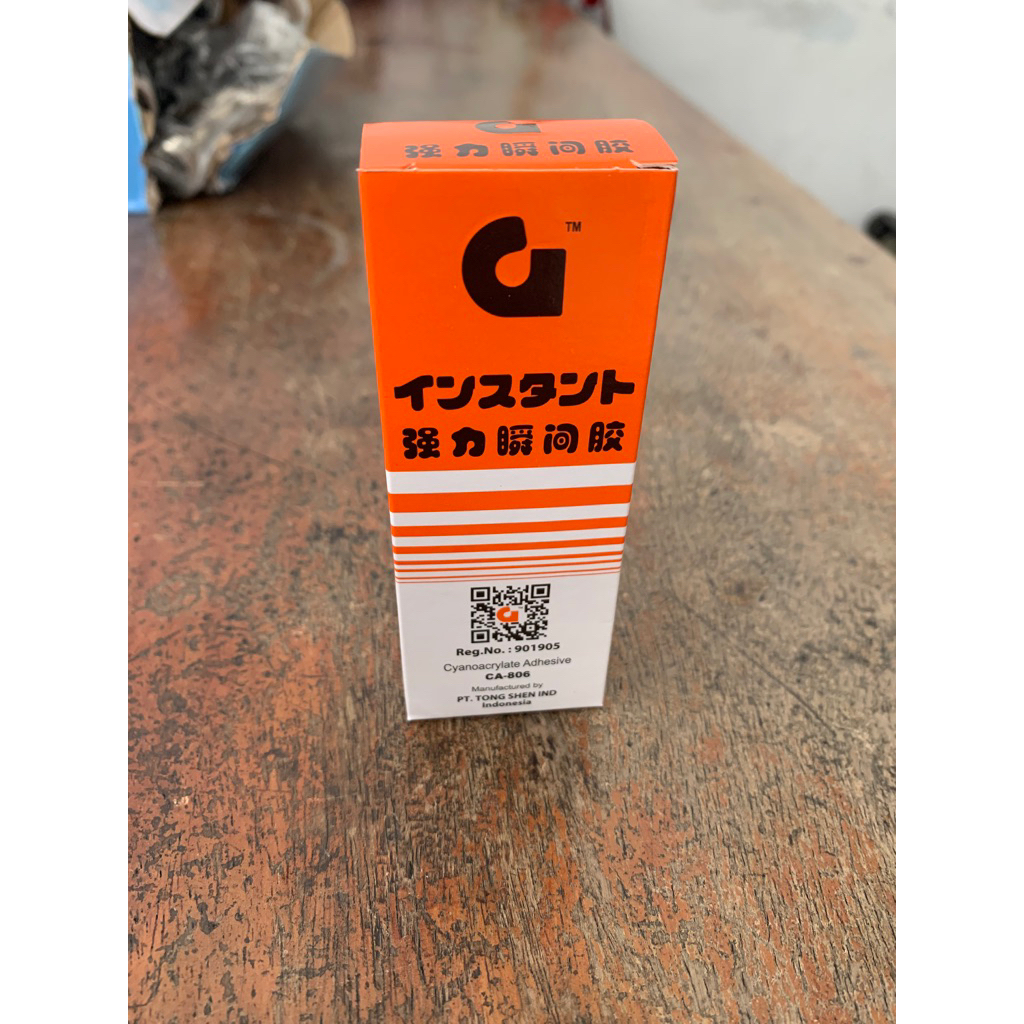 强力瞬间胶
TM
インスタント
强力瞬间胶
Reg.No. : 901905
Cyanoacrylate Adhesive
CA-806
Manufactured by
PT. TONG SHEN IND
Indonesia